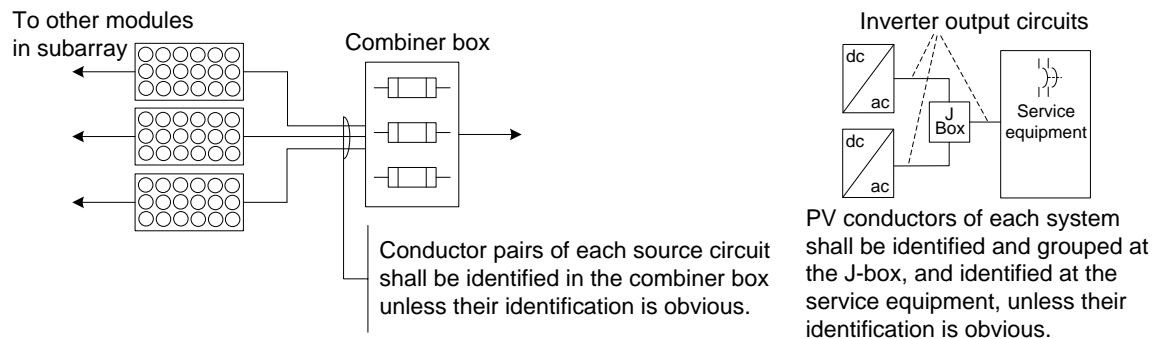 To other modules
in subarray
Combiner box
Conductor pairs of each source circuit
shall be identified in the combiner box
unless their identification is obvious.
Inverter output circuits
dc
ac
dc
ac
J
Box
Service
equipment
PV conductors of each system
shall be identified and grouped at
the J-box, and identified at the
service equipment, unless their
identification is obvious.